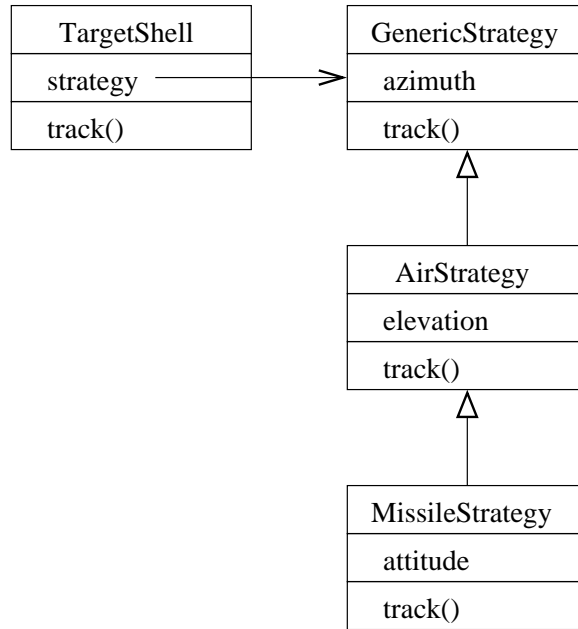 TargetShell
strategy
track()
GenericStrategy
azimuth
track()
AirStrategy
elevation
track()
MissileStrategy
attitude
track()